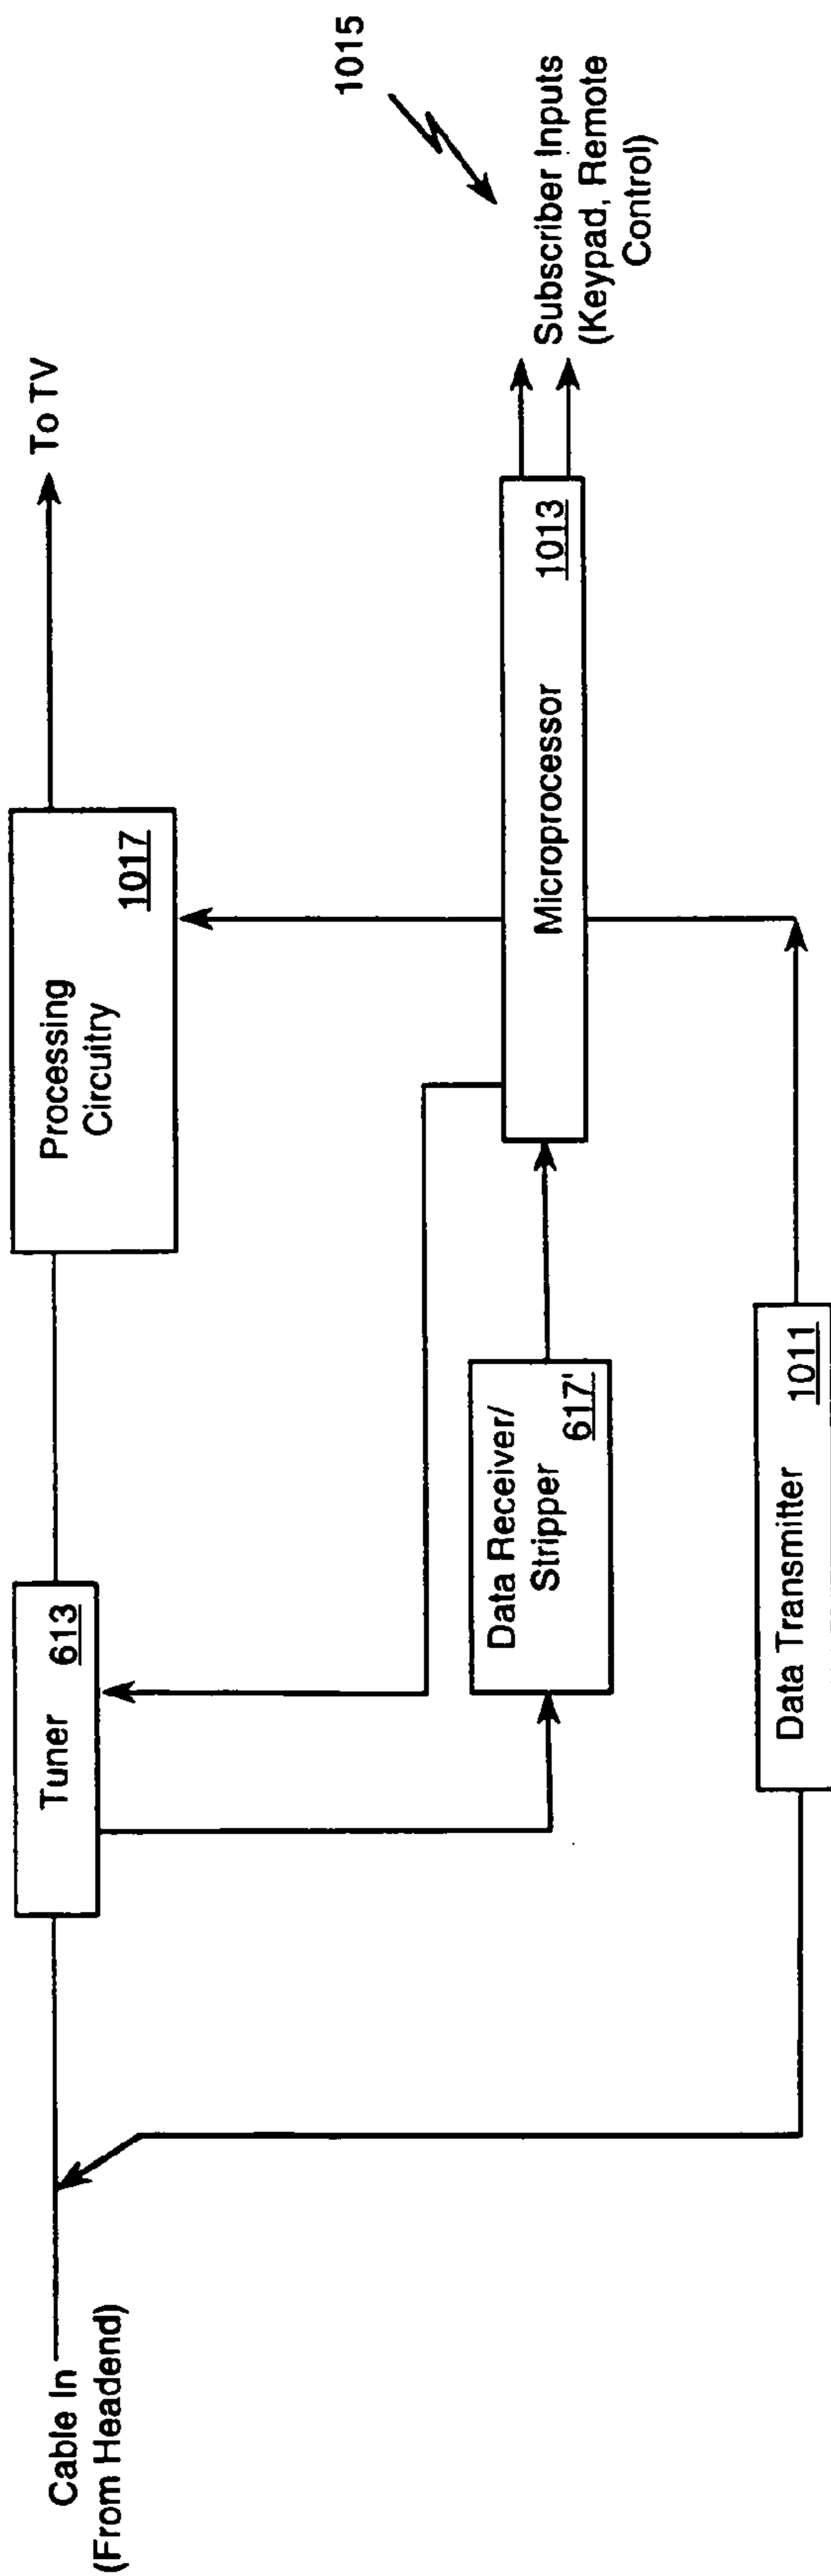 1015
To TV
Processing
Circuitry
1017
Tuner 613
Cable In
(From Headend)
Subscriber Inputs
(Keypad, Remote
Control)
Microprocessor 1013
Data Receiver/
Stripper 617'
Data Transmitter 1011